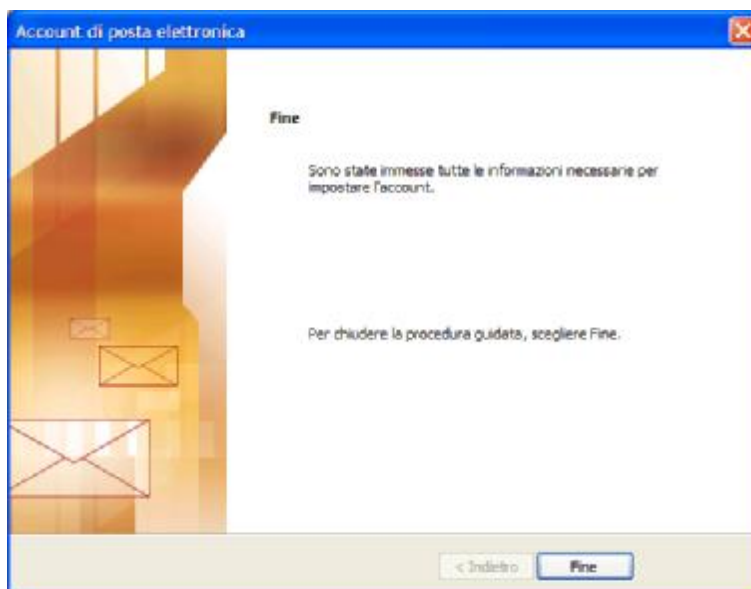 Account di posta elettronica
Fine
Sono state immesse tutte le informazioni necessarie per
impostare l'account.
Per chiudere la procedura guidata, scegliere Fine.
< Indietro
Fine